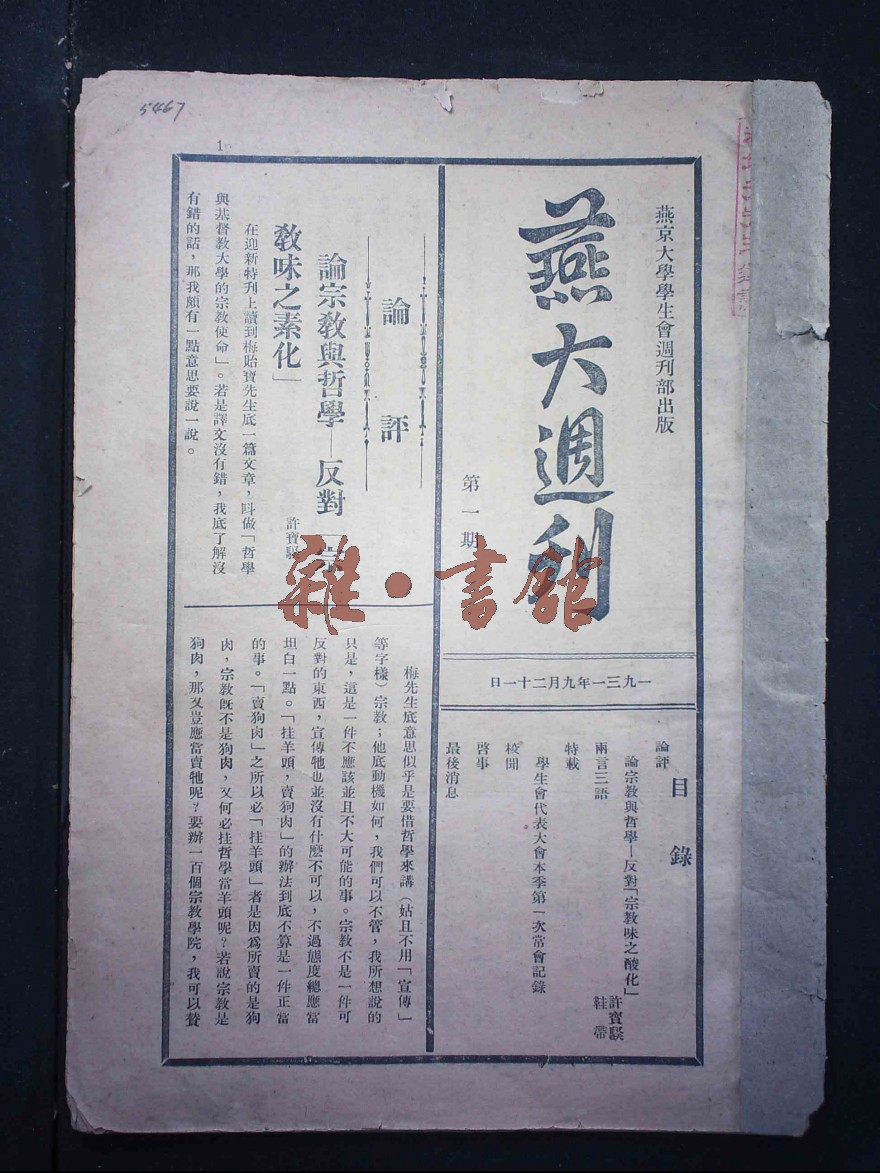 5467
1
燕京大學學生會週刊部出版
燕大週刊
第一期
一九三一年九月二十一日
目錄
論評
論宗敎與哲學—反對「宗敎味之酸化」
許寶騤
兩言三語
鞋帶
特載
學生會代表大會本季第一次常會記錄
校聞
啓事
最後消息
論評
論宗敎與哲學—反對「宗
敎味之素化」
許寶騤
在迎新特刊上讀到梅貽寶先生底一篇文章，叫做「哲學
與基督敎大學的宗敎使命」。若是譯文沒有錯，我底了解沒
有錯的話，那我頗有一點意思要說一說。
梅先生底意思似乎是要借哲學來講（姑且不用「宣傳」
等字樣）宗敎；他底動機如何，我們可以不管，我所想說的
只是，這是一件不應該並且不大可能的事。宗敎不是一件可
反對的東西，宣傳牠也並沒有什麽不可以，不過態度總應當
坦白一點。「挂羊頭，賣狗肉」的辦法到底不算是一件正當
的事。「賣狗肉」之所以必「挂羊頭」者是因爲所賣的是狗
肉，宗敎旣不是狗肉，又何必挂哲學當羊頭呢？若說宗敎是
狗肉，那又豈應當賣牠呢？要辦一百個宗敎學院，我可以贊
雜·書館